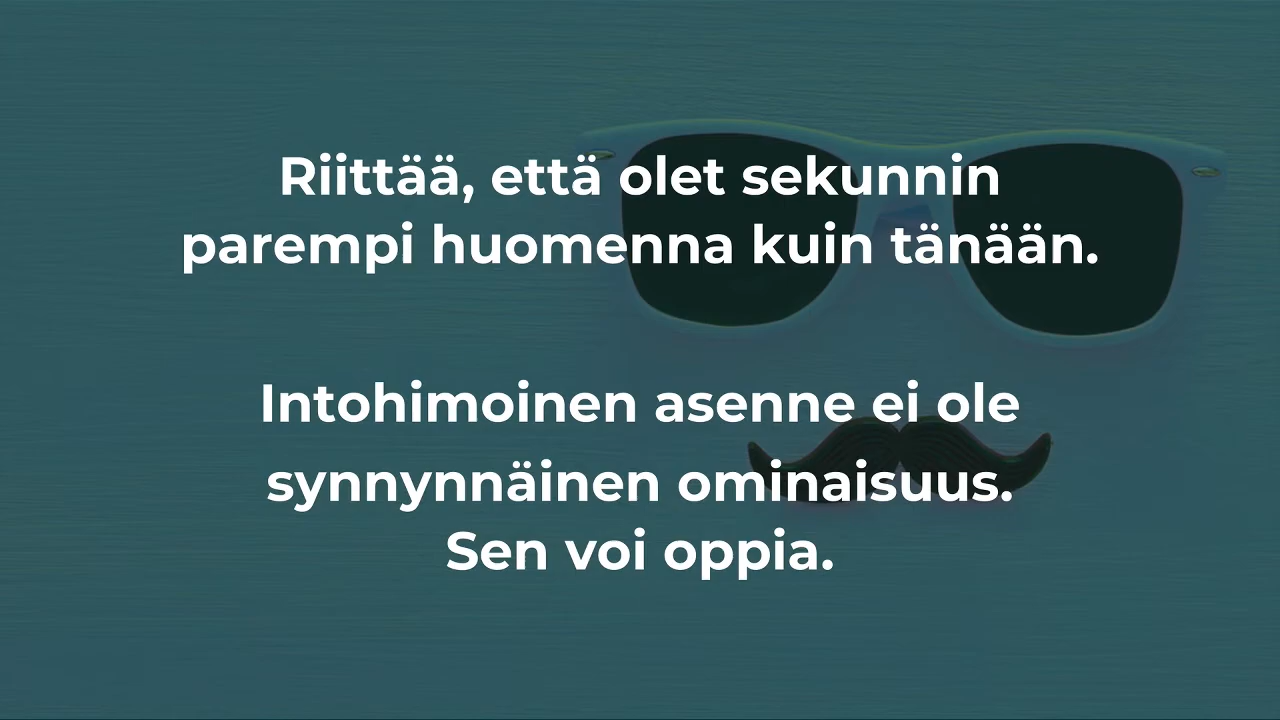 Riittää, että olet sekunnin
parempi huomenna kuin tänään.
Intohimoinen asenne ei ole
synnynnäinen ominaisuus.
Sen voi oppia.